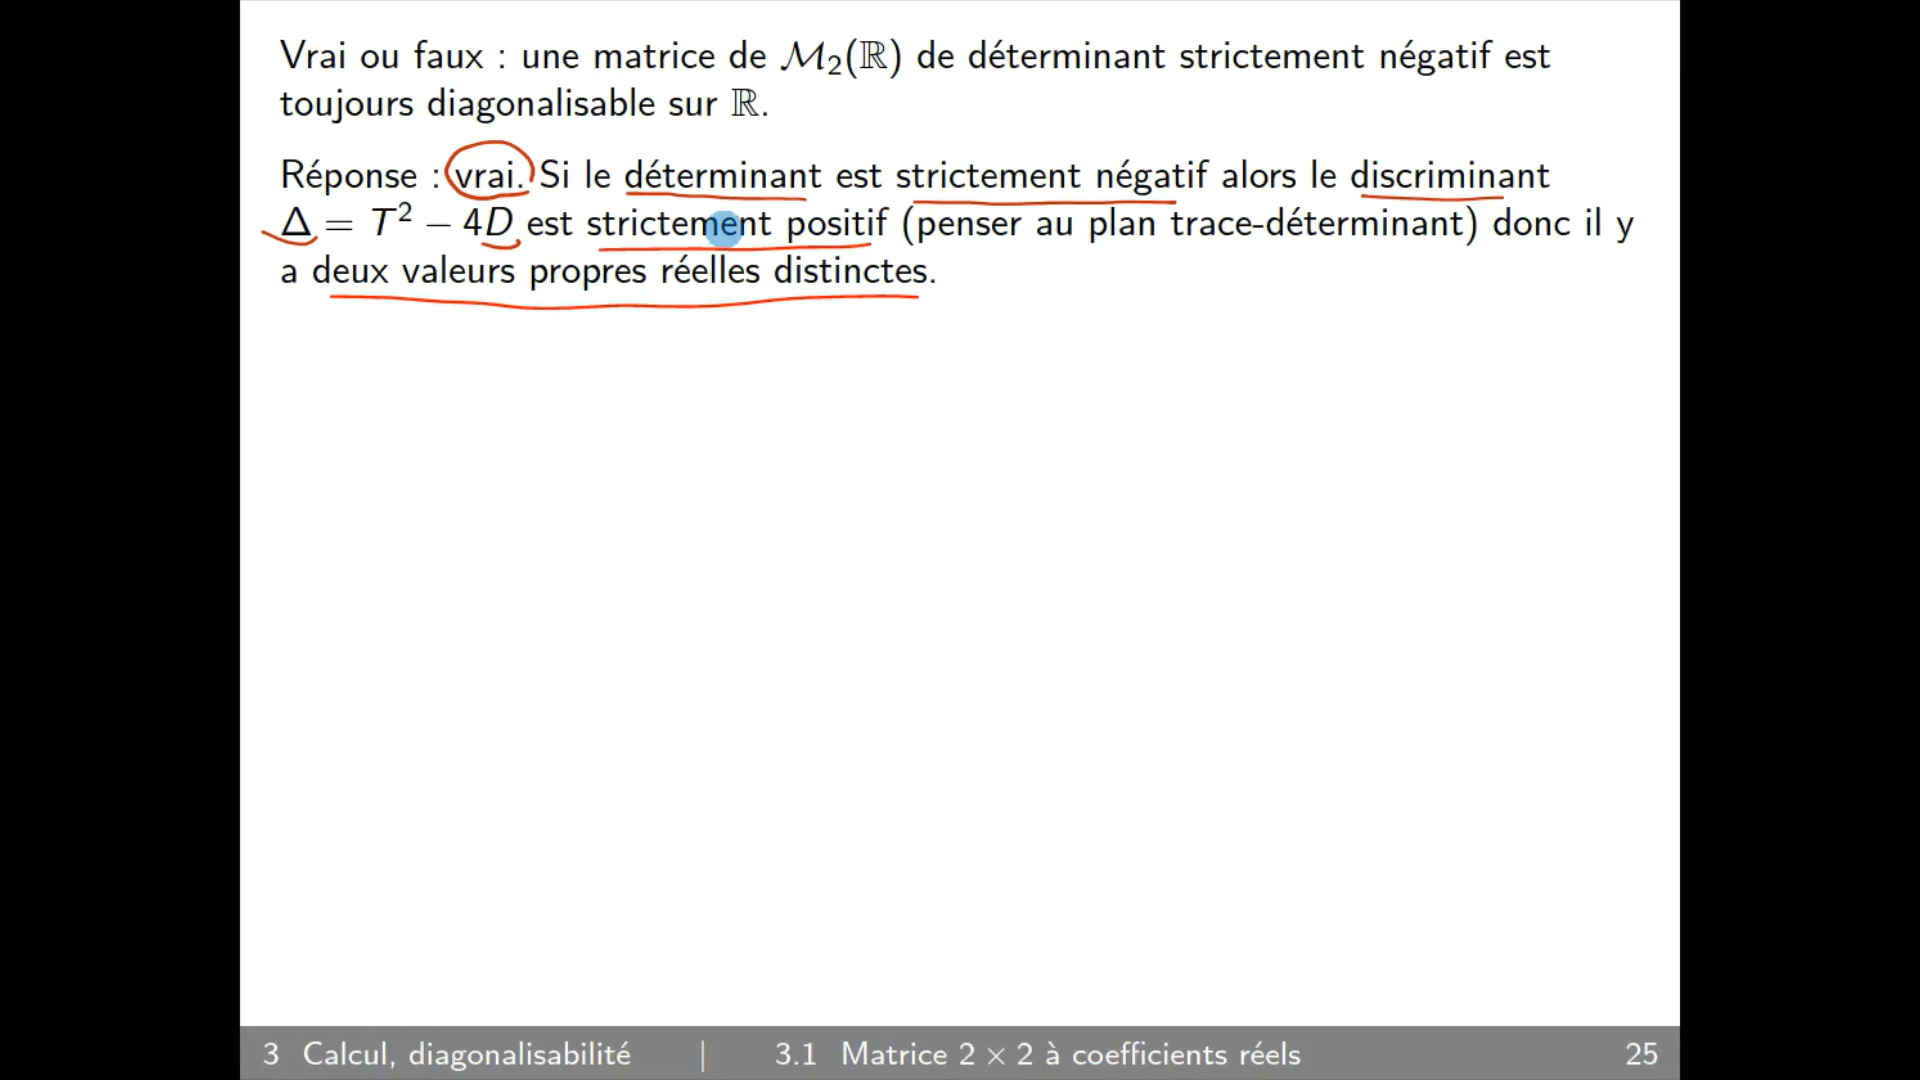 Vrai ou faux : une matrice de ℳ₂(ℝ) de déterminant strictement négatif est
toujours diagonalisable sur ℝ.
Réponse : vrai. Si le déterminant est strictement négatif alors le discriminant
Δ = T² − 4D est strictement positif (penser au plan trace-déterminant) donc il y
a deux valeurs propres réelles distinctes.
3 Calcul, diagonalisabilité | 3.1 Matrice 2 × 2 à coefficients réels 25